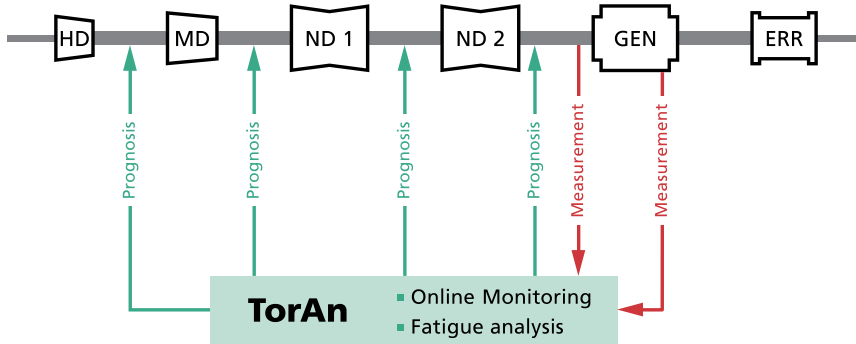 HD
MD
ND 1
ND 2
GEN
ERR
Prognosis
Prognosis
Prognosis
Prognosis
Measurement
Measurement
TorAn
Online Monitoring
Fatigue analysis